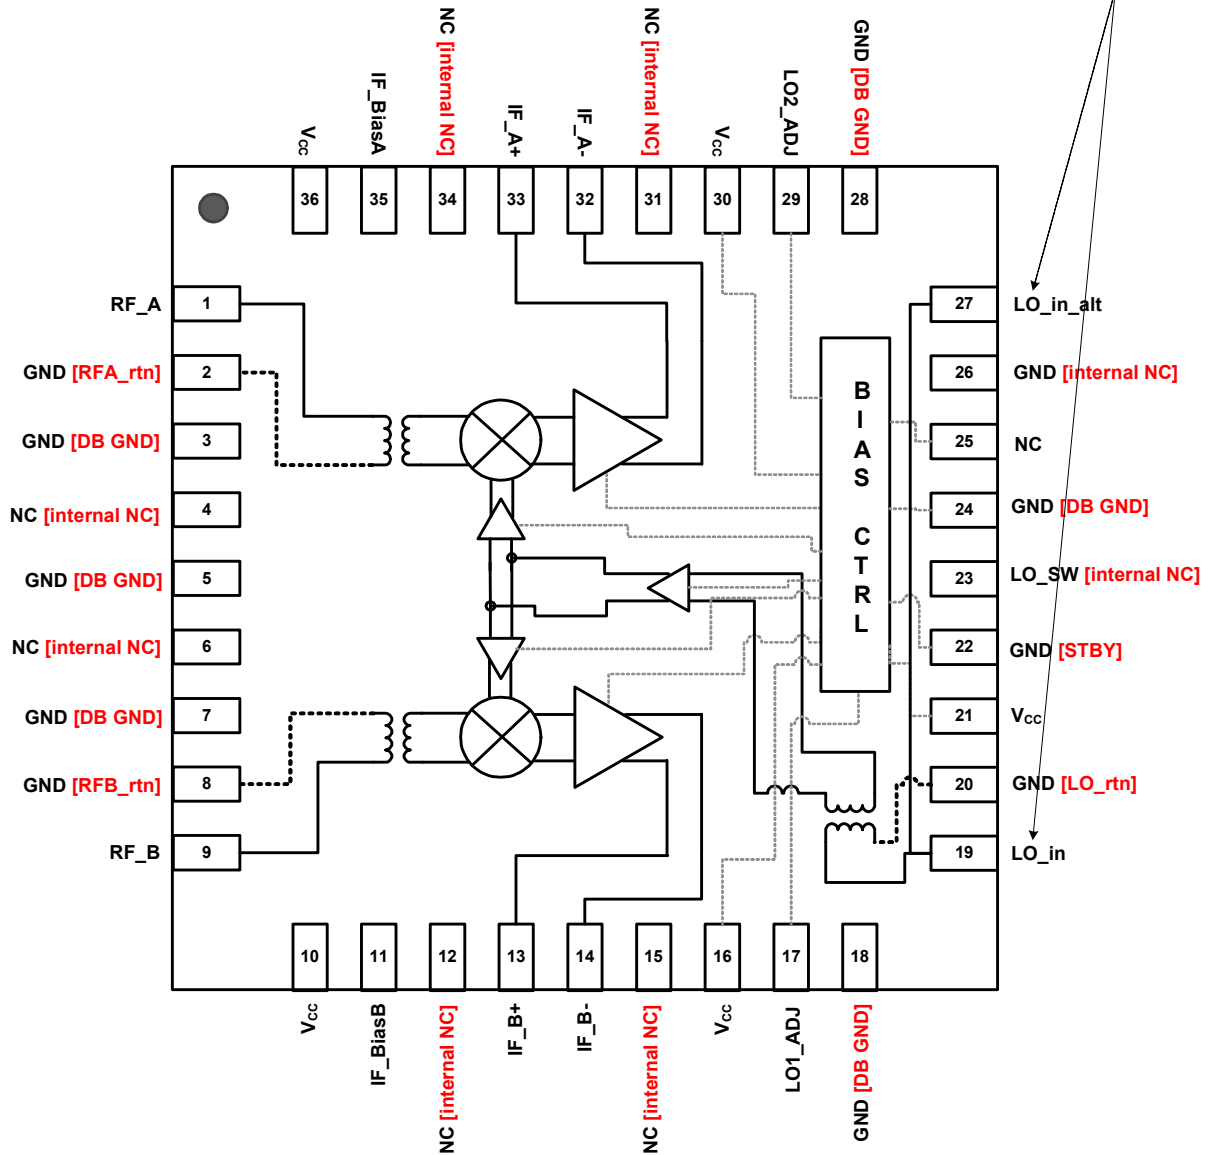 NC [internal NC]
NC [internal NC]
GND [DB GND]
IF_BiasA
IF_A+
IF_A-
LO2_ADJ
VCC
VCC
36
35
34
33
32
31
30
29
28
RF_A
1
27
LO_in_alt
GND [RFA_rtn]
2
26
GND [internal NC]
GND [DB GND]
3
25
NC
NC [internal NC]
4
24
GND [DB GND]
GND [DB GND]
5
23
LO_SW [internal NC]
NC [internal NC]
6
22
GND [STBY]
GND [DB GND]
7
21
VCC
GND [RFB_rtn]
8
20
GND [LO_rtn]
RF_B
9
19
LO_in
BIAS CTRL
10
11
12
13
14
15
16
17
18
VCC
IF_BiasB
NC [internal NC]
IF_B+
IF_B-
NC [internal NC]
VCC
LO1_ADJ
GND [DB GND]